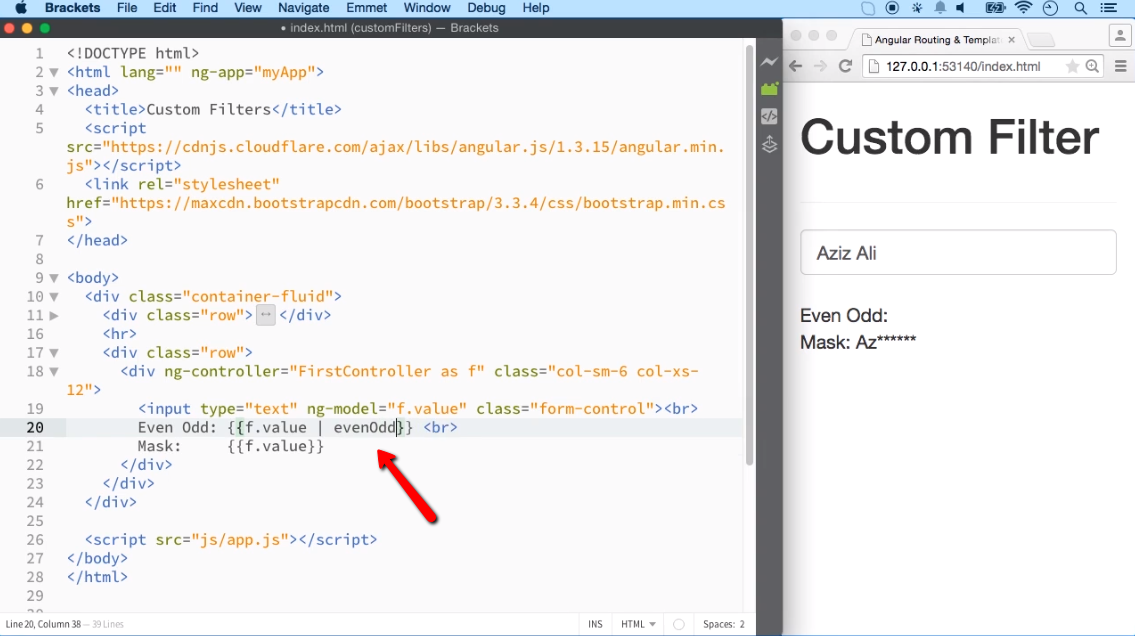 Brackets File Edit Find View Navigate Emmet Window Debug Help
• index.html (customFilters) — Brackets
1 <!DOCTYPE html>
2 <html lang="" ng-app="myApp">
3 <head>
4 <title>Custom Filters</title>
5 <script
src="https://cdnjs.cloudflare.com/ajax/libs/angular.js/1.3.15/angular.min.
js"></script>
6 <link rel="stylesheet"
href="https://maxcdn.bootstrapcdn.com/bootstrap/3.3.4/css/bootstrap.min.cs
s">
7 </head>
8
9 <body>
10 <div class="container-fluid">
11 <div class="row"> ↔ </div>
16 <hr>
17 <div class="row">
18 <div ng-controller="FirstController as f" class="col-sm-6 col-xs-
12">
19 <input type="text" ng-model="f.value" class="form-control"><br>
20 Even Odd: {{f.value | evenOdd}} <br>
21 Mask: {{f.value}}
22 </div>
23 </div>
24 </div>
25
26 <script src="js/app.js"></script>
27 </body>
28 </html>
29
Line 20, Column 38 — 39 Lines
INS HTML Spaces: 2
Angular Routing & Templat
127.0.0.1:53140/index.html
Custom Filter
Aziz Ali
Even Odd:
Mask: Az******